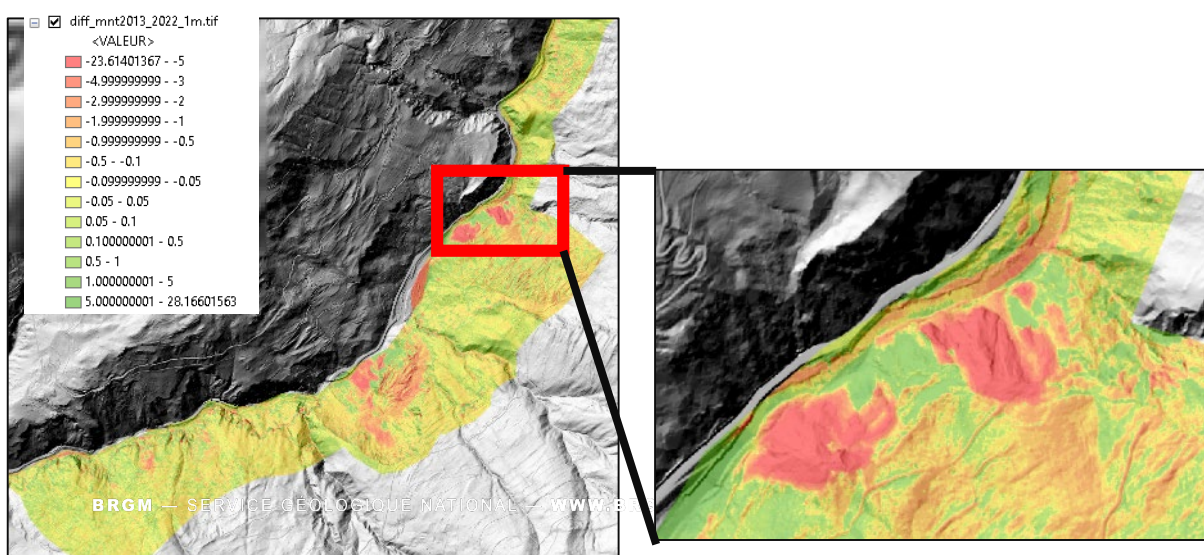 diff_mnt2013_2022_1m.tif
<VALEUR>
-23.61401367 - -5
-4.999999999 - -3
-2.999999999 - -2
-1.999999999 - -1
-0.999999999 - -0.5
-0.5 - -0.1
-0.099999999 - -0.05
-0.05 - 0.05
0.05 - 0.1
0.100000001 - 0.5
0.5 - 1
1.000000001 - 5
5.000000001 - 28.16601563
BRGM — SERVICE GÉOLOGIQUE NATIONAL — WWW.BR